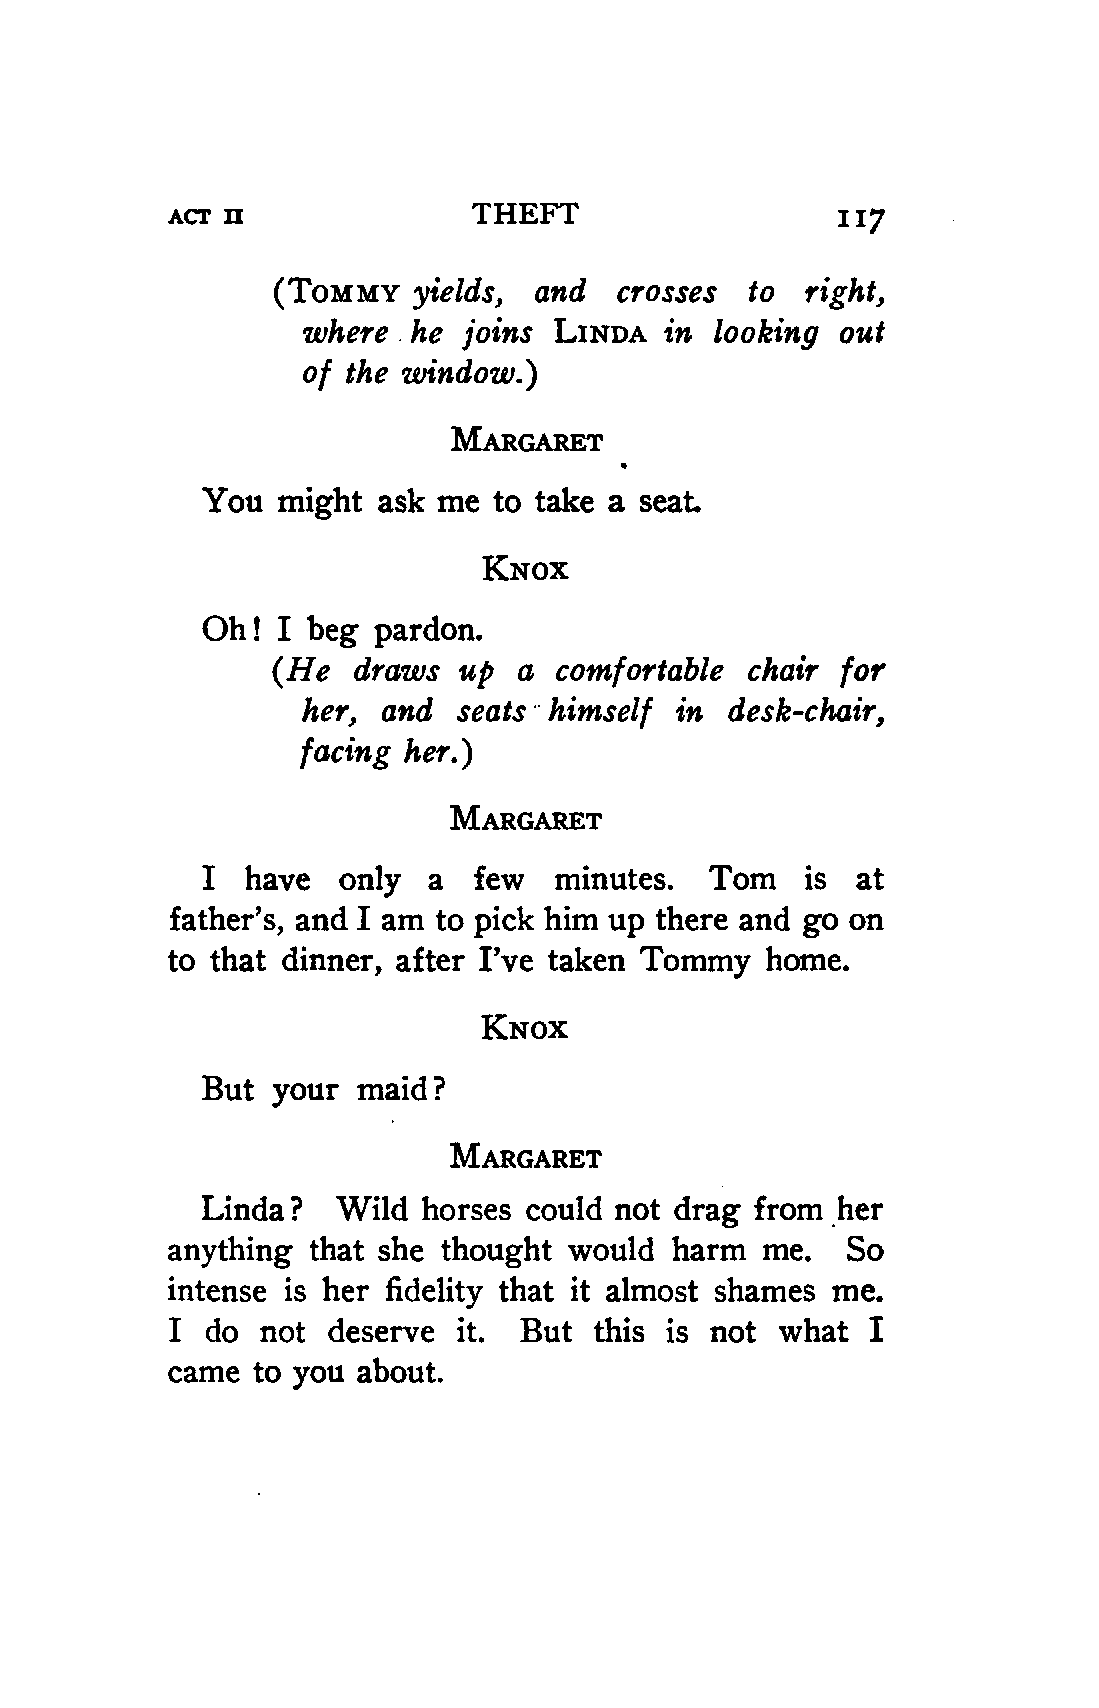 ACT II THEFT 117
(TOMMY yields, and crosses to right,
where he joins LINDA in looking out
of the window.)
MARGARET
You might ask me to take a seat.
KNOX
Oh! I beg pardon.
(He draws up a comfortable chair for
her, and seats himself in desk-chair,
facing her.)
MARGARET
I have only a few minutes. Tom is at
father's, and I am to pick him up there and go on
to that dinner, after I've taken Tommy home.
KNOX
But your maid?
MARGARET
Linda? Wild horses could not drag from her
anything that she thought would harm me. So
intense is her fidelity that it almost shames me.
I do not deserve it. But this is not what I
came to you about.